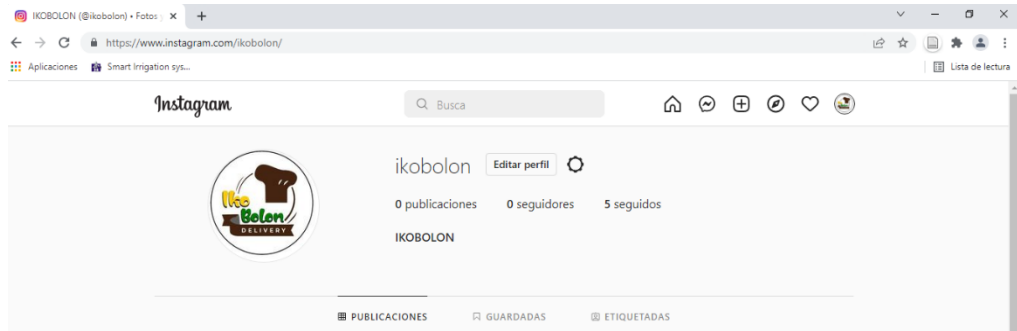 IKOBOLON (@ikobolon) • Fotos y
https://www.instagram.com/ikobolon/
Aplicaciones Smart Irrigation sys... Lista de lectura
Instagram Busca
ikobolon Editar perfil
0 publicaciones 0 seguidores 5 seguidos
IKOBOLON
Iko
Bolon
DELIVERY
PUBLICACIONES GUARDADAS ETIQUETADAS